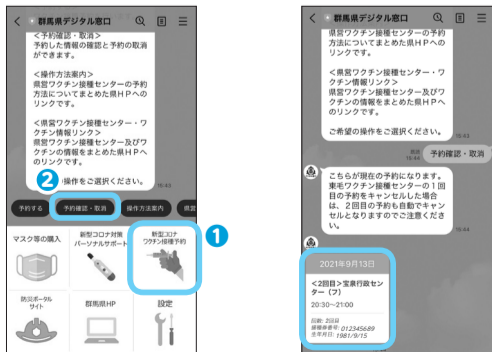 群馬県デジタル窓口
<予約確認・取消>
予約した情報の確認と予約の取消
ができます。
<操作方法案内>
県営ワクチン接種センターの予約
方法についてまとめた県HPへの
リンクです。
<県営ワクチン接種センター・ワ
クチン情報リンク>
県営ワクチン接種センター及びワ
クチンの情報をまとめた県HPへ
のリンクです。
操作をご選択ください。
16:43
2
予約する
予約確認・取消
操作方法案内
県営
1
マスク等の購入
新型コロナ対策
パーソナルサポート
新型コロナ
ワクチン接種予約
防災ポータル
サイト
群馬県HP
設定
群馬県デジタル窓口
県営ワクチン接種センターの予約
方法についてまとめた県HPへの
リンクです。
<県営ワクチン接種センター・ワ
クチン情報リンク>
県営ワクチン接種センター及びワ
クチンの情報をまとめた県HPへ
のリンクです。
ご希望の操作をご選択ください。
16:43
既読
16:44
予約確認・取消
こちらが現在の予約になります。
東毛ワクチン接種センターの1回
目の予約をキャンセルした場合
は、2回目の予約も自動でキャン
セルとなりますのでご注意くださ
い。
16:44
2021年9月13日
<2回目>宝泉行政セン
ター（フ）
20:30~21:00
回数: 2回目
接種券番号: 012345689
生年月日: 1981/9/15